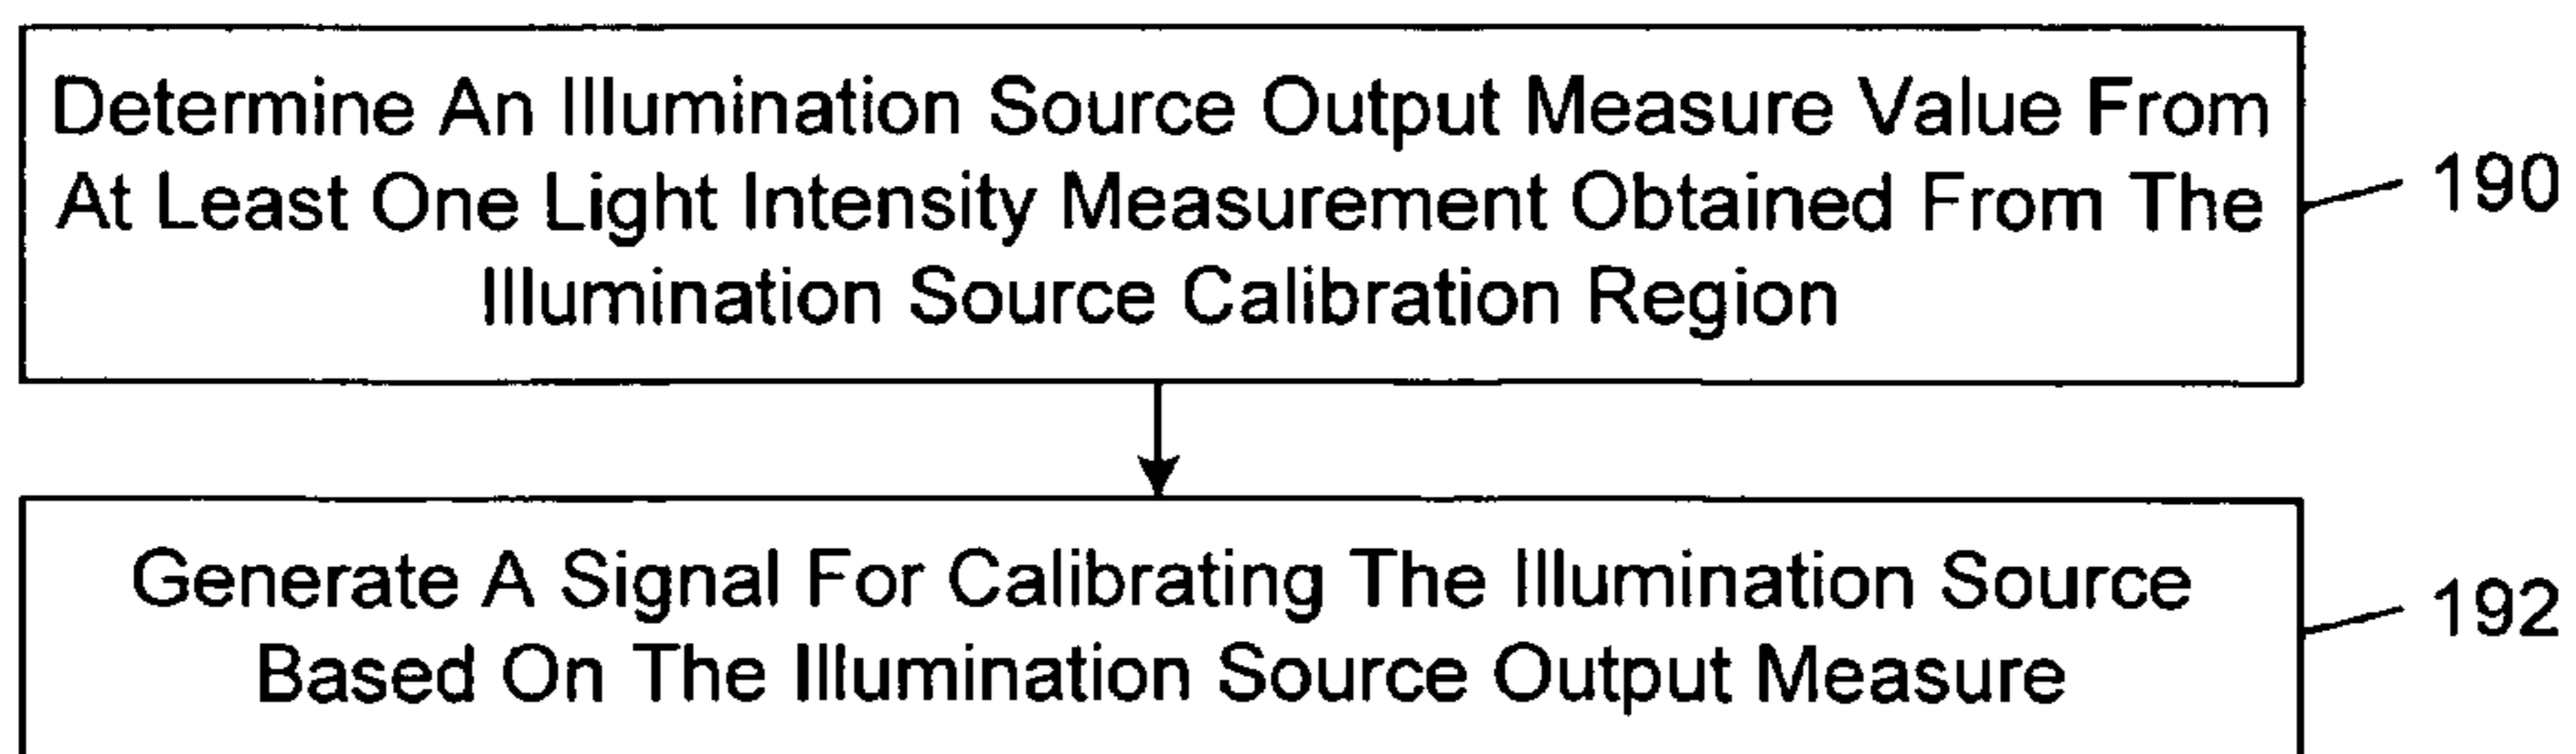 Determine An Illumination Source Output Measure Value From
At Least One Light Intensity Measurement Obtained From The
Illumination Source Calibration Region
190
Generate A Signal For Calibrating The Illumination Source
Based On The Illumination Source Output Measure
192